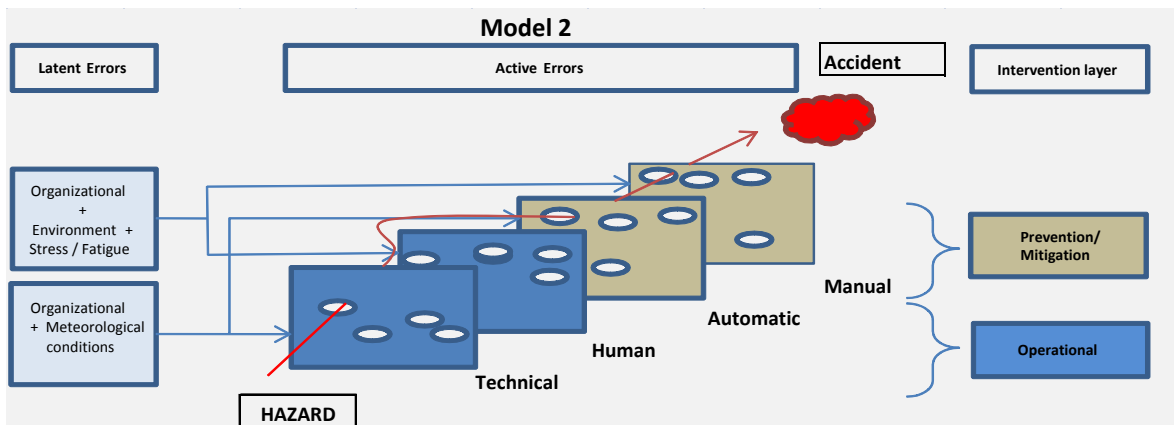 Model 2
Latent Errors
Active Errors
Accident
Intervention layer
Organizational
+
Environment +
Stress / Fatigue
Organizational
+ Meteorological
conditions
Prevention/
Mitigation
Manual
Automatic
Operational
Human
Technical
HAZARD